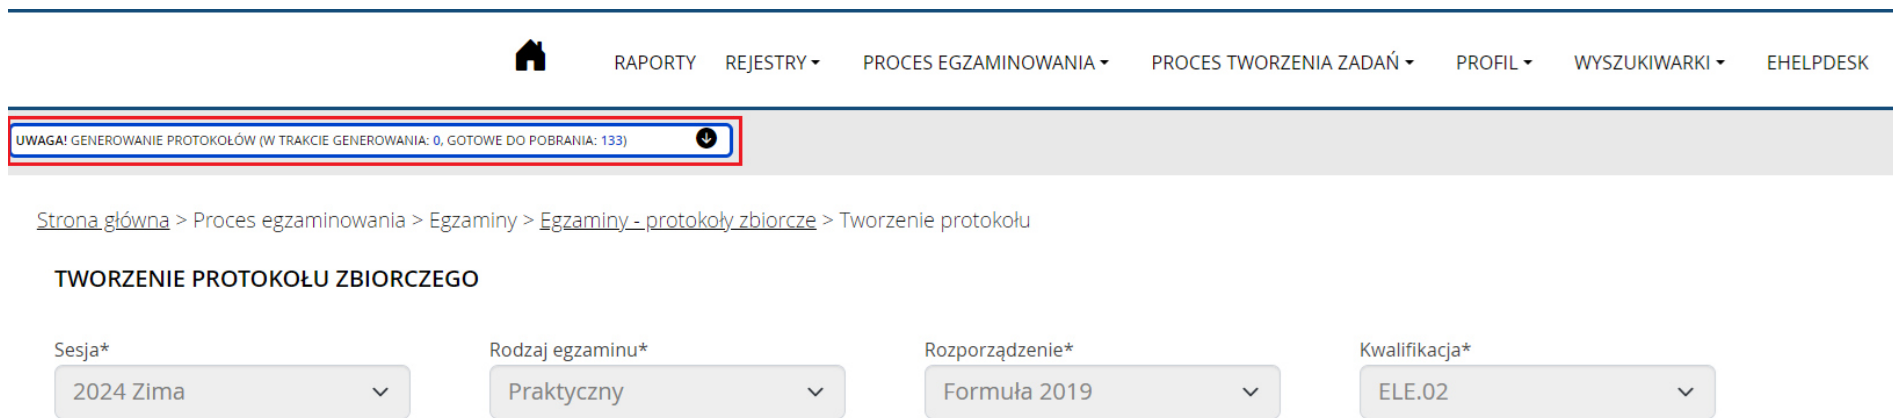 RAPORTY REJESTRY PROCES EGZAMINOWANIA PROCES TWORZENIA ZADAŃ PROFIL WYSZUKIWARKI EHELPDESK
UWAGA! GENEROWANIE PROTOKOŁÓW (W TRAKCIE GENEROWANIA: 0, GOTOWE DO POBRANIA: 133)
Strona główna > Proces egzaminowania > Egzaminy > Egzaminy - protokoły zbiorcze > Tworzenie protokołu
TWORZENIE PROTOKOŁU ZBIORCZEGO
Sesja* Rodzaj egzaminu* Rozporządzenie* Kwalifikacja*
2024 Zima Praktyczny Formuła 2019 ELE.02